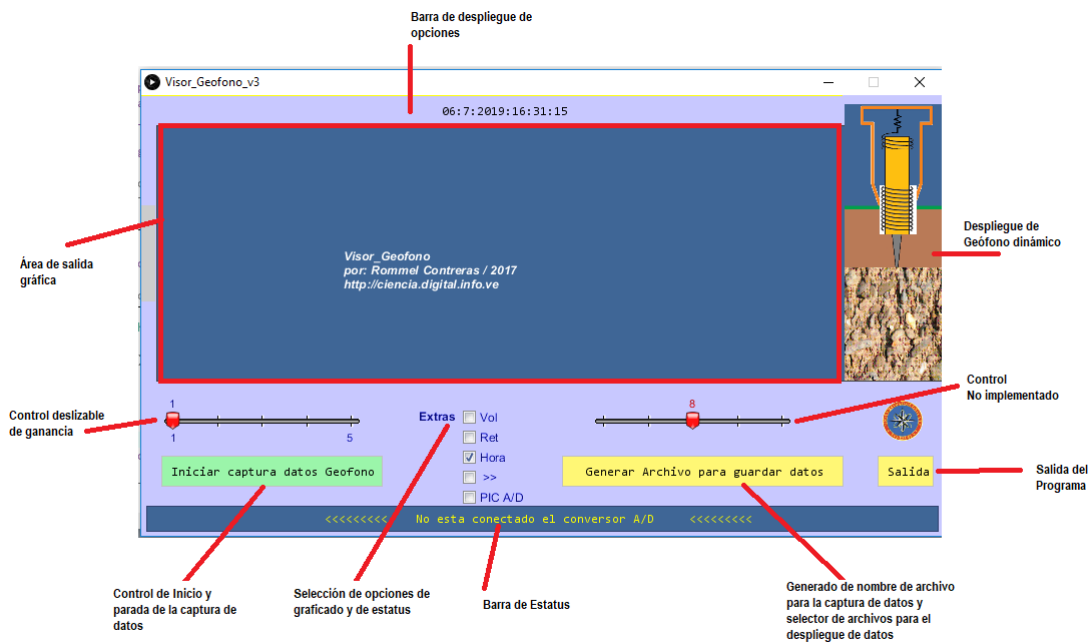 Barra de despliegue de
opciones
Visor_Geofono_v3
06:7:2019:16:31:15
Visor_Geofono
por: Rommel Contreras / 2017
http://ciencia.digital.info.ve
Área de salida
gráfica
Despliegue de
Geófono dinámico
Control deslizable
de ganancia
1
1
5
Extras
Vol
Ret
Hora
>>
PIC A/D
8
Control
No implementado
Iniciar captura datos Geofono
Generar Archivo para guardar datos
Salida
Salida del
Programa
<<<<<<<<< No esta conectado el conversor A/D <<<<<<<<<
Control de Inicio y
parada de la captura de
datos
Selección de opciones de
graficado y de estatus
Barra de Estatus
Generado de nombre de archivo
para la captura de datos y
selector de archivos para el
despliegue de datos